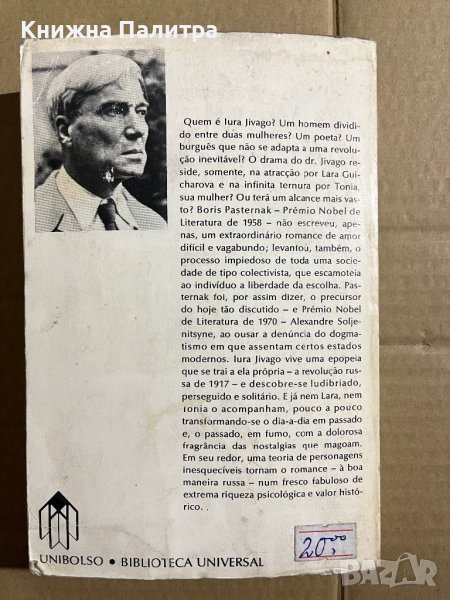 Книжна Палитра
Quem é Iura Jivago? Um homem dividi-
do entre duas mulheres? Um poeta? Um
burguês que não se adapta a uma revolu-
ção inevitável? O drama do dr. Jivago re-
side, somente, na atracção por Lara Gui-
charova e na infinita ternura por Tonia,
sua mulher? Ou terá um alcance mais vas-
to? Boris Pasternak – Prémio Nobel de
Literatura de 1958 – não escreveu, ape-
nas, um extraordinário romance de amor
difícil e vagabundo; levantou, também, o
processo impiedoso de toda uma socie-
dade de tipo colectivista, que escamoteia
ao indivíduo a liberdade da escolha. Pas-
ternak foi, por assim dizer, o precursor
do hoje tão discutido – e Prémio Nobel
de Literatura de 1970 – Alexandre Solje-
nitsyne, ao ousar a denúncia do dogma-
tismo em que assentam certos estados
modernos. Iura Jivago vive uma epopeia
que se trai a ela própria – a revolução rus-
sa de 1917 – e descobre-se ludibriado,
perseguido e solitário. E já nem Lara, nem
Tonia o acompanham, pouco a pouco
transformando-se o dia-a-dia em passado
e, o passado, em fumo, com a dolorosa
fragrância das nostalgias que magoam.
Em seu redor, uma teoria de personagens
inesquecíveis tornam o romance – à boa
maneira russa – num fresco fabuloso de
extrema riqueza psicológica e valor histó-
rico. .
20,00
UNIBOLSO • BIBLIOTECA UNIVERSAL
BAZAR